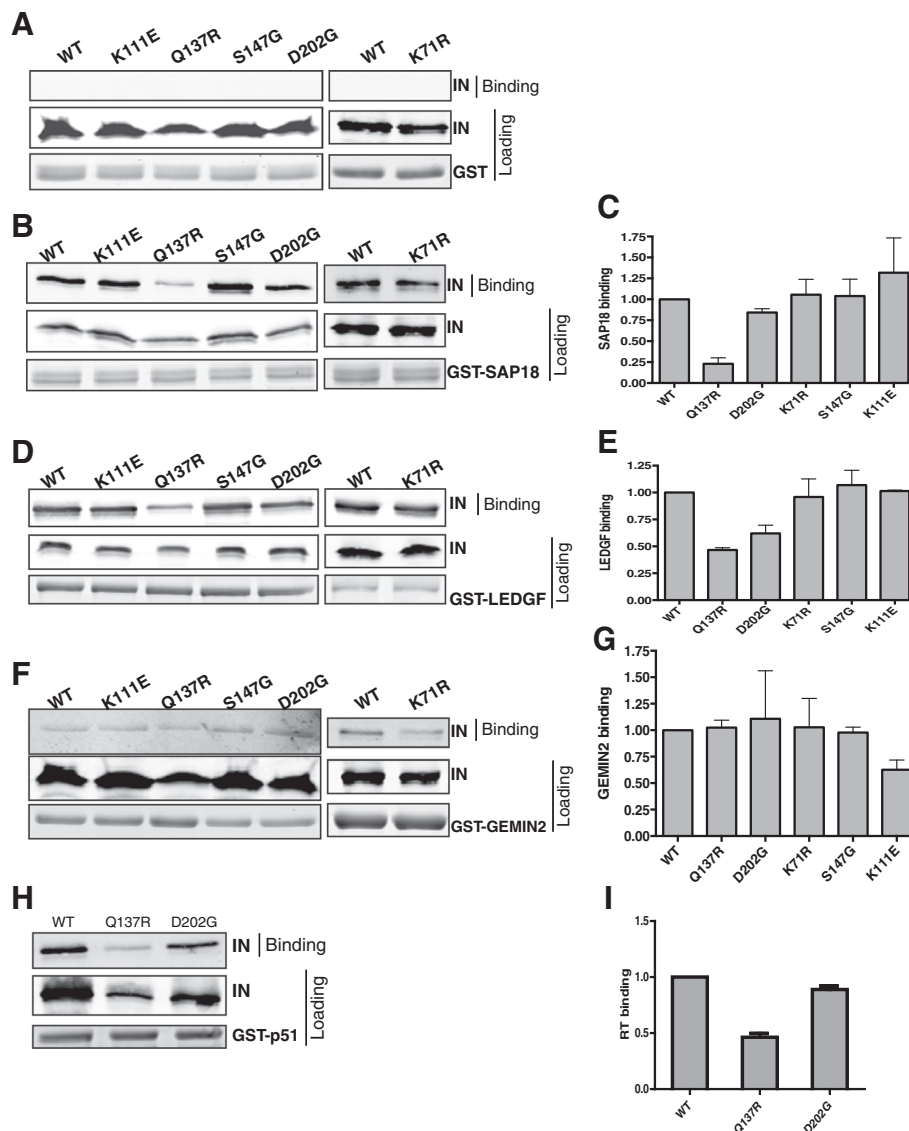 A
WT K111E Q137R S147G D202G WT K71R
IN Binding
IN
GST
Loading
B
WT K111E Q137R S147G D202G WT K71R
IN Binding
IN
GST-SAP18
Loading
C
SAP18 binding
1.75
1.50
1.25
1.00
0.75
0.50
0.25
0.00
WT Q137R D202G K71R S147G K111E
D
WT K111E Q137R S147G D202G WT K71R
IN Binding
IN
GST-LEDGF
Loading
E
LEDGF binding
1.25
1.00
0.75
0.50
0.25
0.00
WT Q137R D202G K71R S147G K111E
F
WT K111E Q137R S147G D202G WT K71R
IN Binding
IN
GST-GEMIN2
Loading
G
GEMIN2 binding
1.75
1.50
1.25
1.00
0.75
0.50
0.25
0.00
WT Q137R D202G K71R S147G K111E
H
WT Q137R D202G
IN Binding
IN
GST-p51
Loading
I
RT binding
1.5
1.0
0.5
0.0
WT Q137R D202G